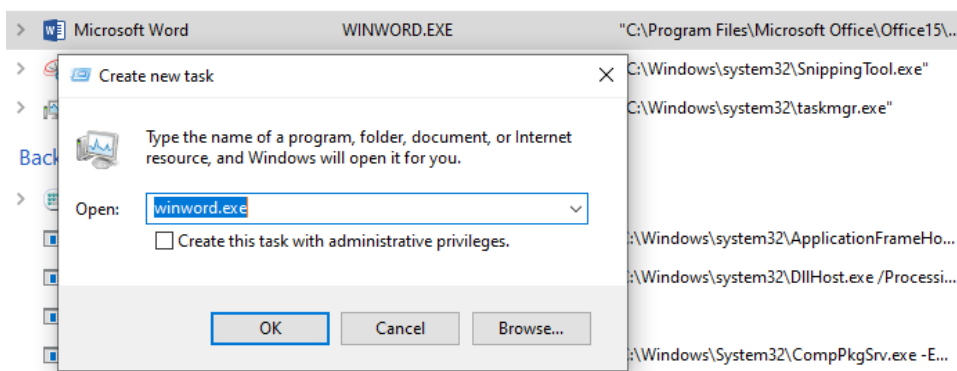 Microsoft Word WINWORD.EXE "C:\Program Files\Microsoft Office\Office15\...
Create new task
C:\Windows\system32\SnippingTool.exe"
C:\Windows\system32\taskmgr.exe"
Type the name of a program, folder, document, or Internet
resource, and Windows will open it for you.
Back
Open: winword.exe
Create this task with administrative privileges.
:\Windows\system32\ApplicationFrameHo...
:\Windows\system32\DllHost.exe /Processi...
OK Cancel Browse...
:\Windows\System32\CompPkgSrv.exe -E...